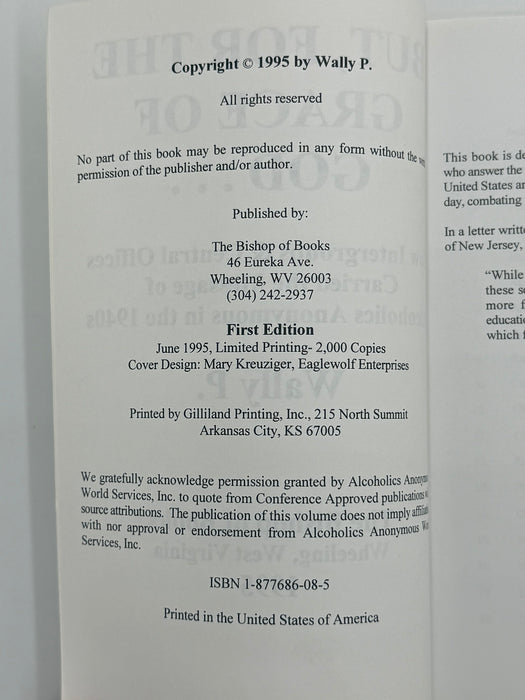 Copyright © 1995 by Wally P.
All rights reserved
No part of this book may be reproduced in any form without the
permission of the publisher and/or author.
Published by:
The Bishop of Books
46 Eureka Ave.
Wheeling, WV 26003
(304) 242-2937
First Edition
June 1995, Limited Printing- 2,000 Copies
Cover Design: Mary Kreuziger, Eaglewolf Enterprises
Printed by Gilliland Printing, Inc., 215 North Summit
Arkansas City, KS 67005
We gratefully acknowledge permission granted by Alcoholics
World Services, Inc. to quote from Conference Approved publications
source attributions. The publication of this volume does not imply
with nor approval or endorsement from Alcoholics Anonymous
Services, Inc.
ISBN 1-877686-08-5
Printed in the United States of America
This book is
who answer the
United States
day, combating
In a letter
of New Jersey,
"While
these
more
which